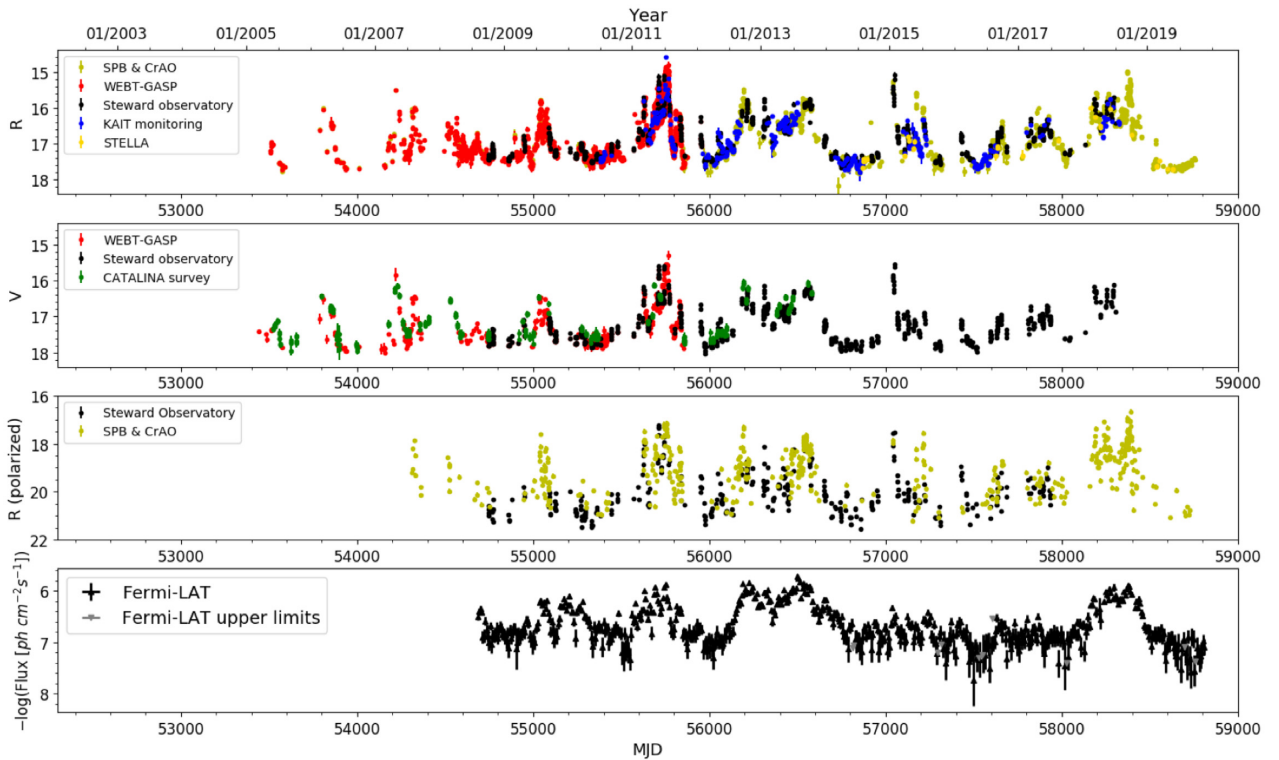 Year
01/2003 01/2005 01/2007 01/2009 01/2011 01/2013 01/2015 01/2017 01/2019
R
15
16
17
18
SPB & CrAO
WEBT-GASP
Steward observatory
KAIT monitoring
STELLA
53000 54000 55000 56000 57000 58000 59000
V
15
16
17
18
WEBT-GASP
Steward observatory
CATALINA survey
53000 54000 55000 56000 57000 58000 59000
R (polarized)
16
18
20
22
Steward Observatory
SPB & CrAO
53000 54000 55000 56000 57000 58000 59000
−log(Flux [ph cm⁻²s⁻¹])
6
7
8
Fermi-LAT
Fermi-LAT upper limits
53000 54000 55000 56000 57000 58000 59000
MJD